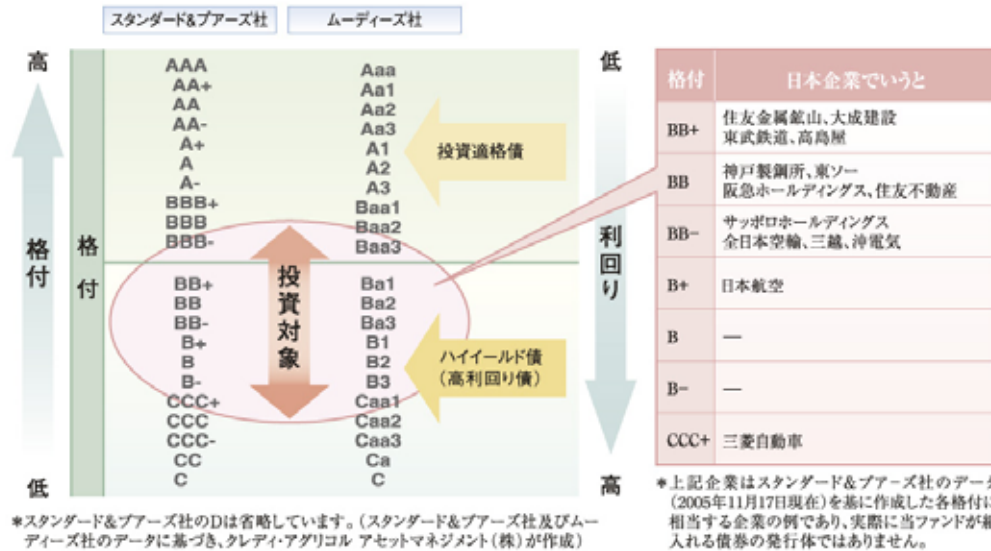 スタンダード&プアーズ社
ムーディーズ社
高
格付
低
格付
AAA
AA+
AA
AA-
A+
A
A-
BBB+
BBB
BBB-
BB+
BB
BB-
B+
B
B-
CCC+
CCC
CCC-
CC
C
投資対象
Aaa
Aa1
Aa2
Aa3
A1
A2
A3
Baa1
Baa2
Baa3
Ba1
Ba2
Ba3
B1
B2
B3
Caa1
Caa2
Caa3
Ca
C
投資適格債
ハイイールド債
(高利回り債)
低
利回り
高
格付 日本企業でいうと
BB+ 住友金属鉱山、大成建設
東武鉄道、高島屋
BB 神戸製鋼所、東ソー
阪急ホールディングス、住友不動産
BB- サッポロホールディングス
全日本空輸、三越、沖電気
B+ 日本航空
B —
B- —
CCC+ 三菱自動車
*スタンダード&プアーズ社のDは省略しています。(スタンダード&プアーズ社及びムー
ディーズ社のデータに基づき、クレディ・アグリコル アセットマネジメント(株)が作成)
*上記企業はスタンダード&プアーズ社のデータ
(2005年11月17日現在)を基に作成した各格付に
相当する企業の例であり、実際に当ファンドが組
入れる債券の発行体ではありません。